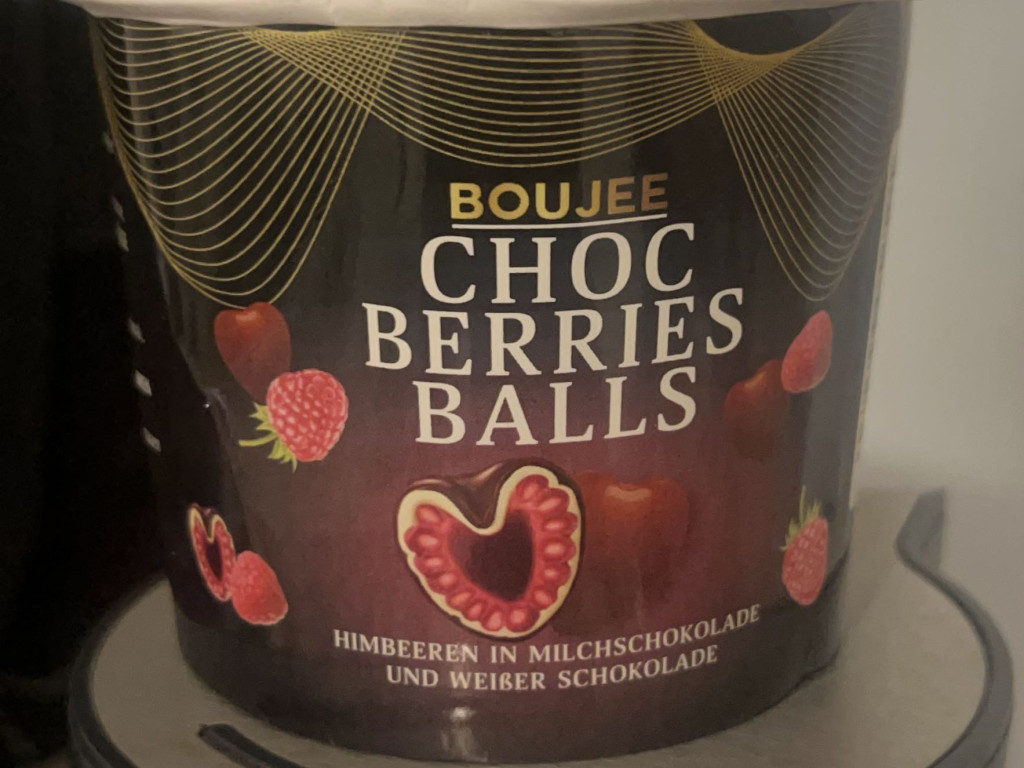 BOUJEE
CHOC
BERRIES
BALLS
HIMBEEREN IN MILCHSCHOKOLADE
UND WEIßER SCHOKOLADE